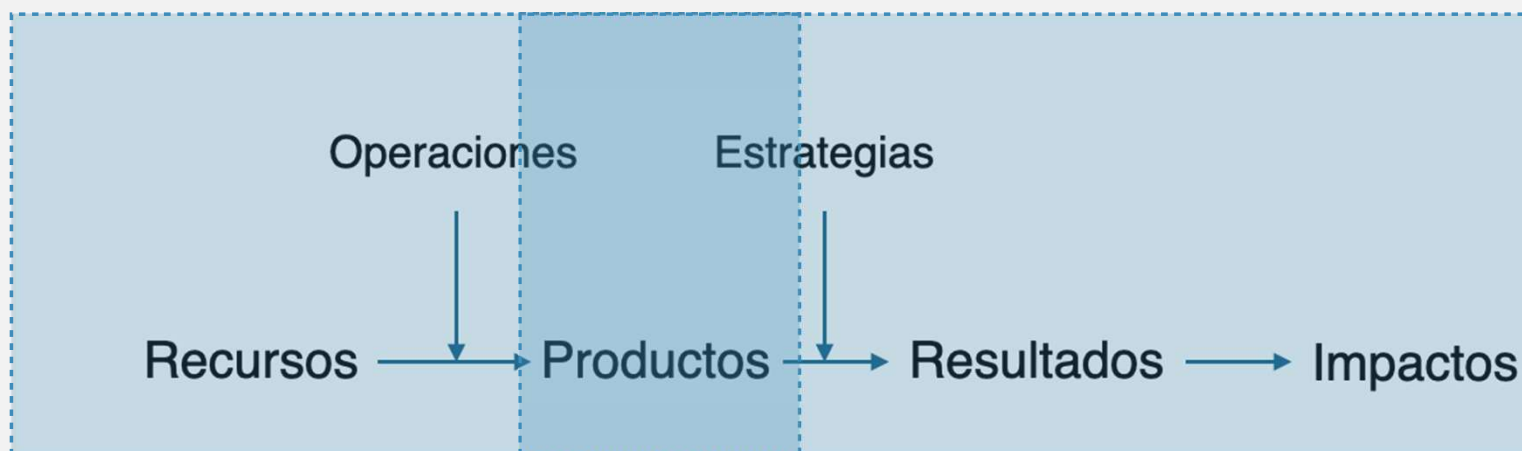 Operaciones Estrategias
Recursos Productos Resultados Impactos